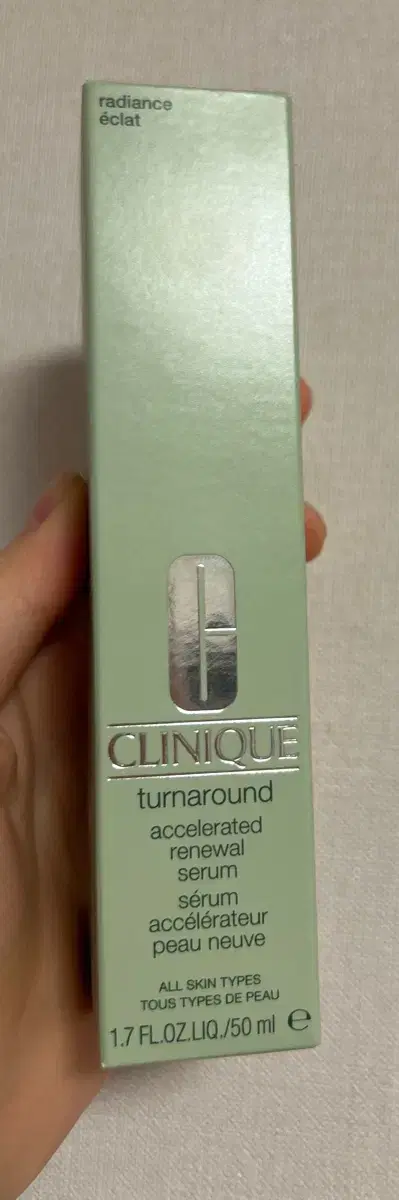 radiance
éclat
CLINIQUE
turnaround
accelerated
renewal
serum
sérum
accélérateur
peau neuve
ALL SKIN TYPES
TOUS TYPES DE PEAU
1.7 FL.OZ.LIQ./50 ml ℮